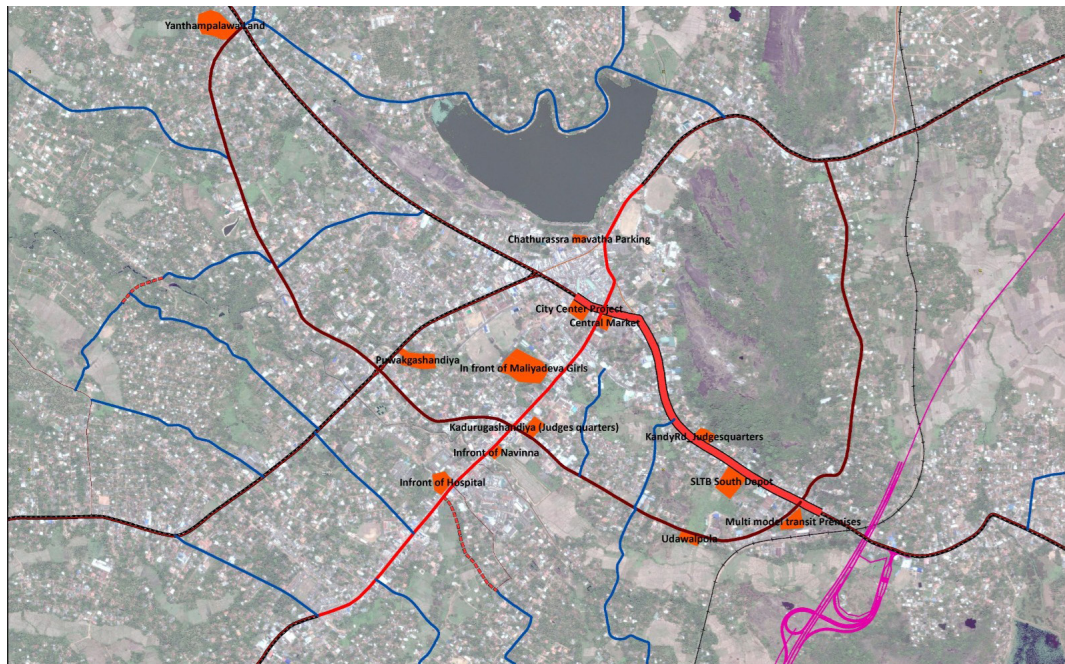 Yanthampalawa Land
Chathurassra mavatha Parking
City Center Project
Central Market
Puwakgashandiya
In front of Maliyadeva Girls
Kadurugashandiya (Judges quarters)
KandyRd_Judgesquarters
Infront of Navinna
Infront of Hospital
SLTB South Depot
Multi model transit Premises
Udawalpola